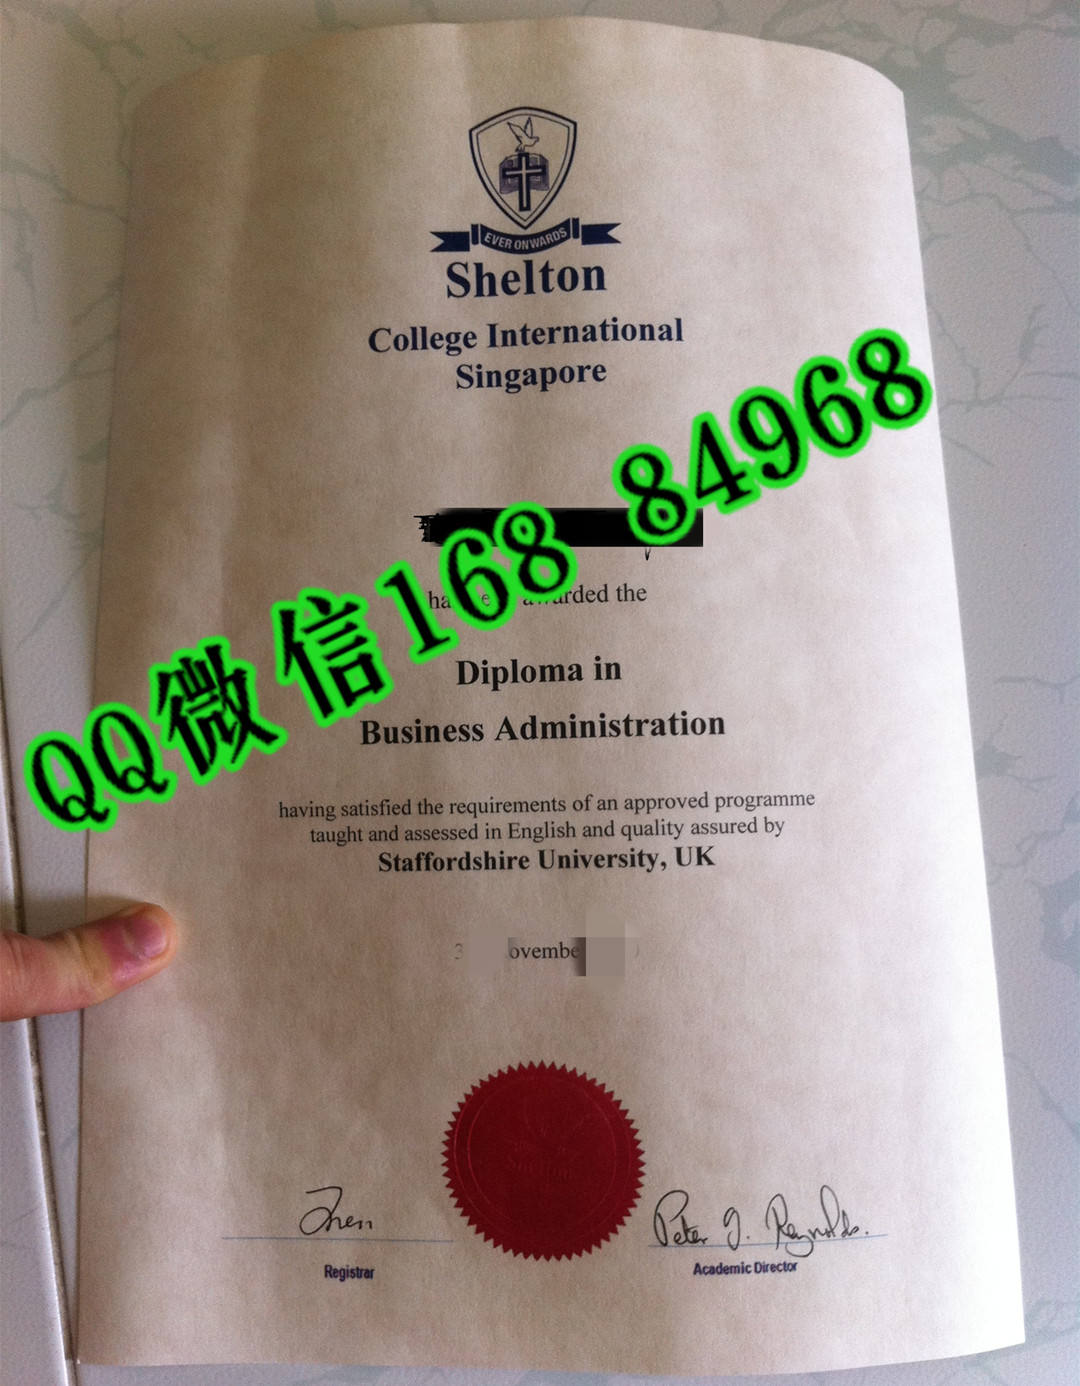 EVER ONWARDS
Shelton
College International
Singapore
QQ微信168 84968
the
Diploma in
Business Administration
having satisfied the requirements of an approved programme
taught and assessed in English and quality assured by
Staffordshire University, UK
Peter J. Reynolds.
Registrar
Academic Director